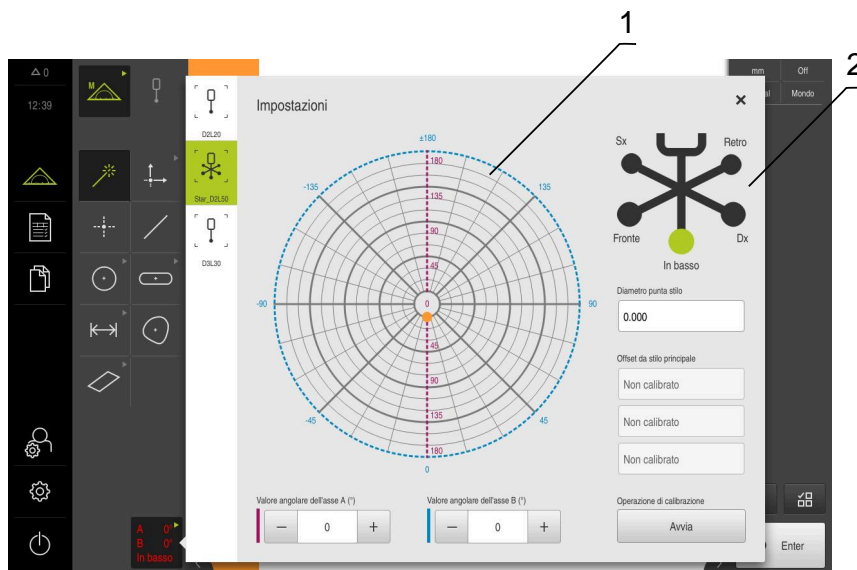 1
2
0
12:39
M
D2L20
Star_D2L50
D3L30
Impostazioni
mm
Off
Mondo
±180
-135
135
-90
90
-45
45
0
180
135
90
45
0
45
90
135
180
Sx
Retro
Fronte
Dx
In basso
Diametro punta stilo
0.000
Offset da stilo principale
Non calibrato
Non calibrato
Non calibrato
Valore angolare dell'asse A (°)
− 0 +
Valore angolare dell'asse B (°)
− 0 +
Operazione di calibrazione
Avvia
A 0°
B 0°
In basso
Enter